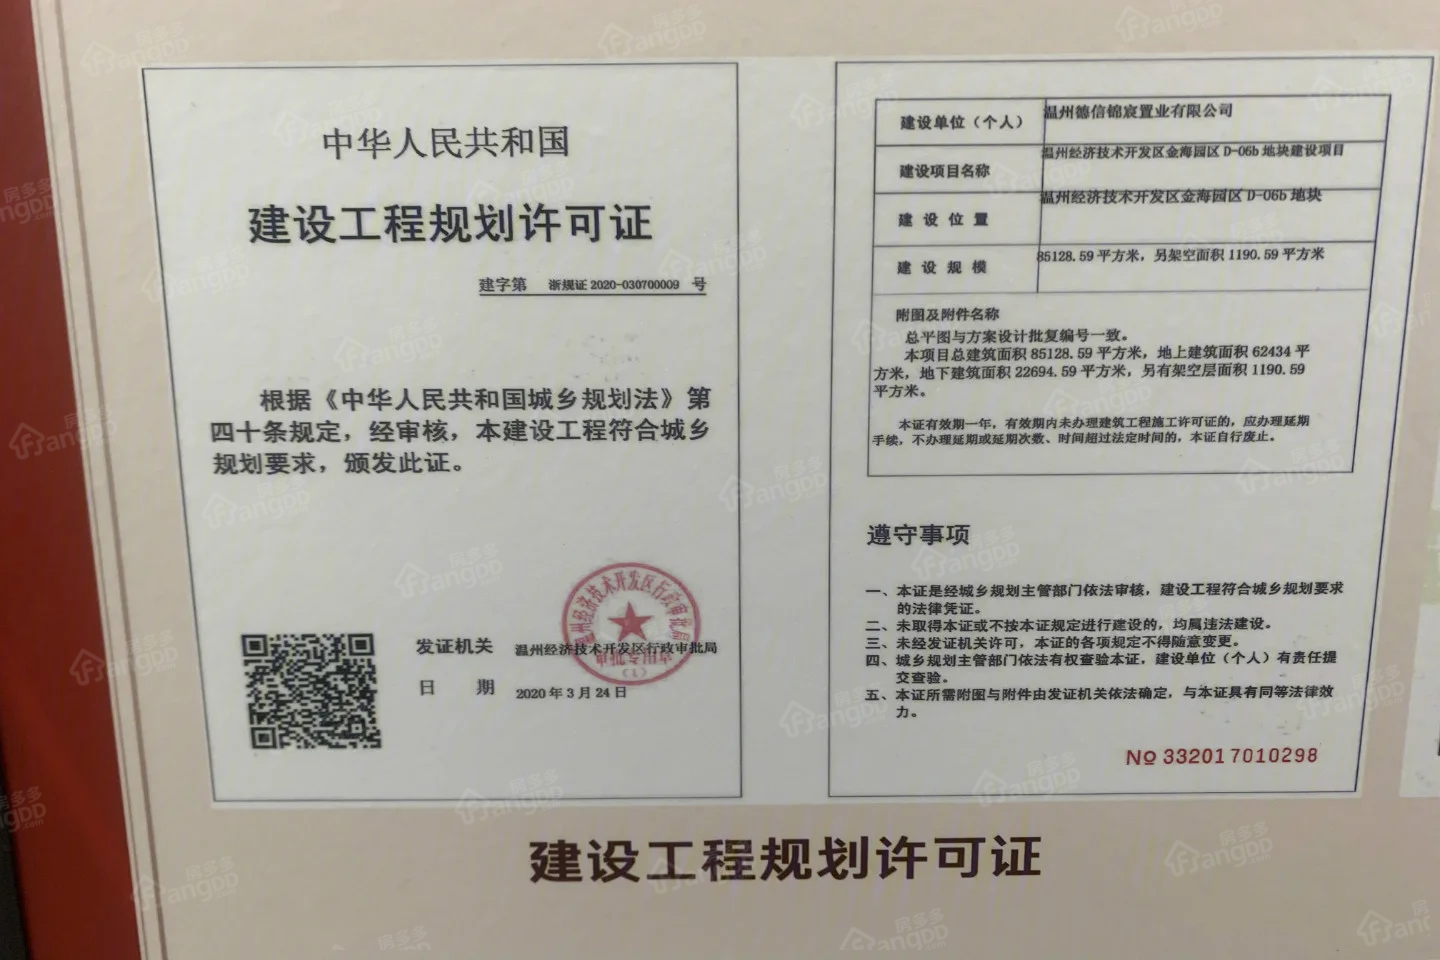 中华人民共和国
建设工程规划许可证
建字第 浙规证 2020-030700009 号
根据《中华人民共和国城乡规划法》第
四十条规定，经审核，本建设工程符合城乡
规划要求，颁发此证。
发证机关 温州经济技术开发区行政审批局
日 期 2020 年 3 月 24 日
温州经济技术开发区行政审批局
(1)
建设单位（个人） 温州德信锦宸置业有限公司
建设项目名称 温州经济技术开发区金海园区 D-06b 地块建设项目
建设位置 温州经济技术开发区金海园区 D-06b 地块
建设规模 85128.59 平方米，另架空面积 1190.59 平方米
附图及附件名称
总平图与方案设计批复编号一致。
本项目总建筑面积 85128.59 平方米，地上建筑面积 62434 平
方米，地下建筑面积 22694.59 平方米，另有架空层面积 1190.59
平方米。
本证有效期一年，有效期内未办理建筑工程施工许可证的，应办理延期
手续，不办理延期或延期次数、时间超过法定时间的，本证自行废止。
遵守事项
一、本证是经城乡规划主管部门依法审核，建设工程符合城乡规划要求
的法律凭证。
二、未取得本证或不按本证规定进行建设的，均属违法建设。
三、未经发证机关许可，本证的各项规定不得随意变更。
四、城乡规划主管部门依法有权查验本证，建设单位（个人）有责任提
交查验。
五、本证所需附图与附件由发证机关依法确定，与本证具有同等法律效
力。
No 332017010298
建设工程规划许可证
房多多
Fangdd
.com